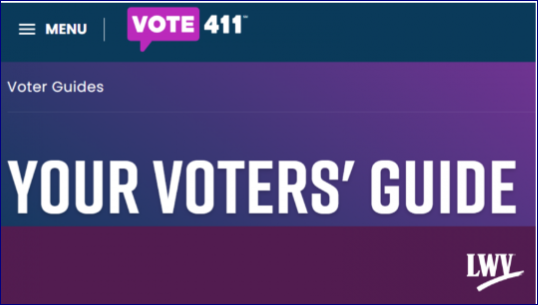 MENU
VOTE 411™
Voter Guides
YOUR VOTERS’ GUIDE
LWV